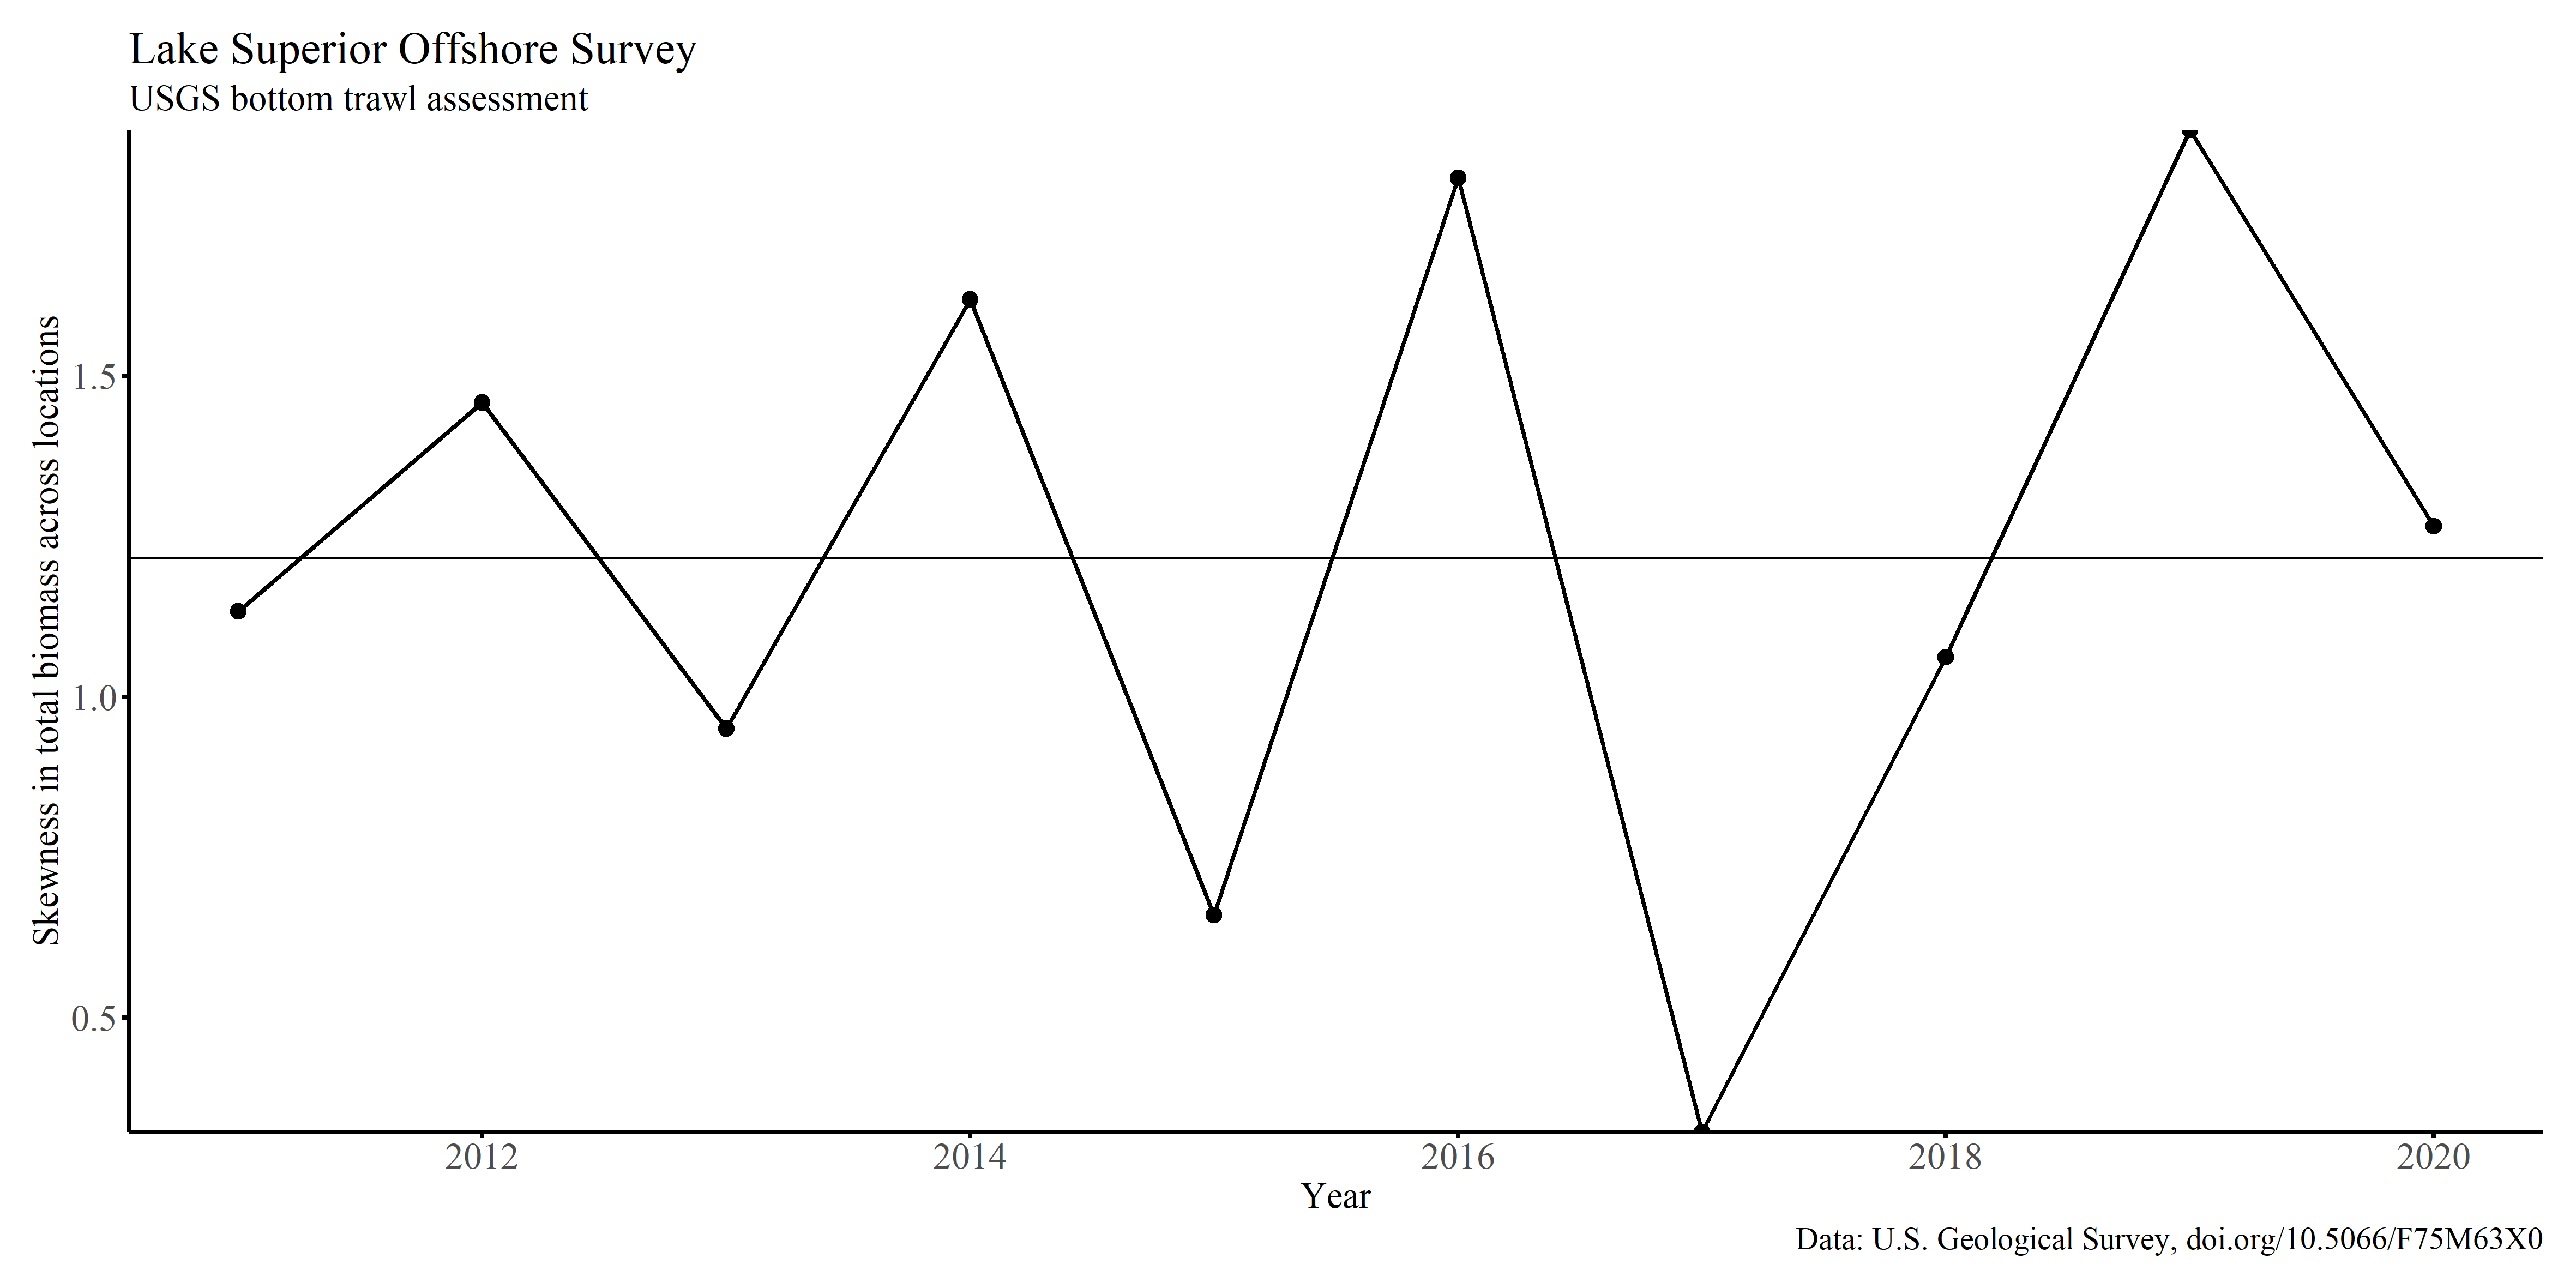 Lake Superior Offshore Survey
USGS bottom trawl assessment
Skewness in total biomass across locations
1.5
1.0
0.5
2012
2014
2016
2018
2020
Year
Data: U.S. Geological Survey, doi.org/10.5066/F75M63X0